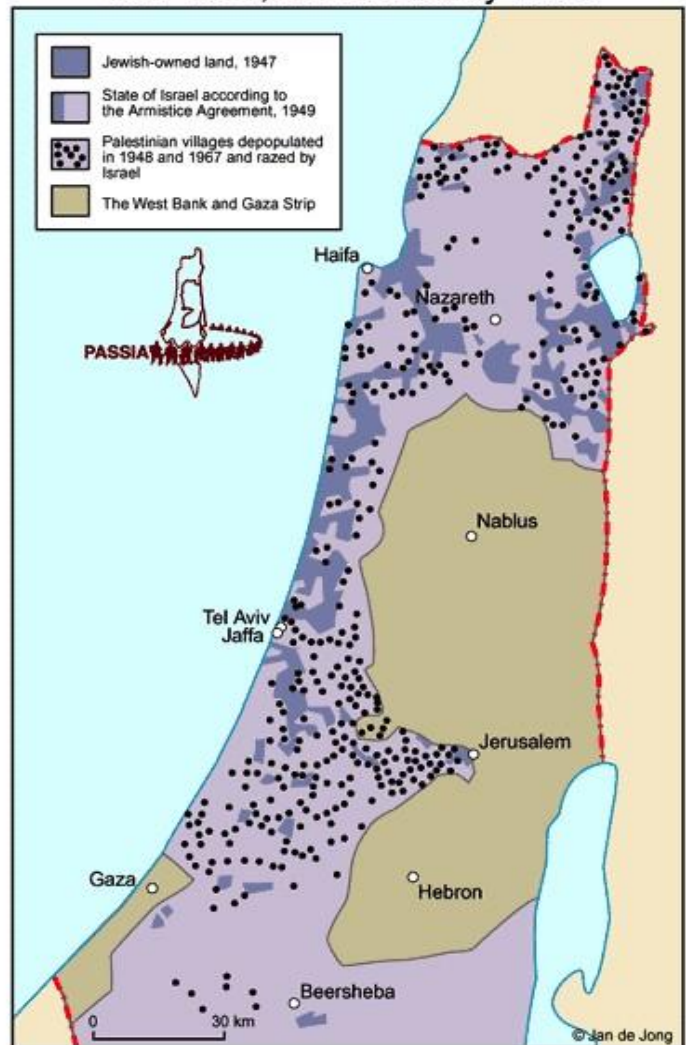 Jewish-owned land, 1947
State of Israel according to
the Armistice Agreement, 1949
Palestinian villages depopulated
in 1948 and 1967 and razed by
Israel
The West Bank and Gaza Strip
PASSIA
Haifa
Nazareth
Nablus
Tel Aviv
Jaffa
Jerusalem
Gaza
Hebron
Beersheba
0 30 km
© Jan de Jong